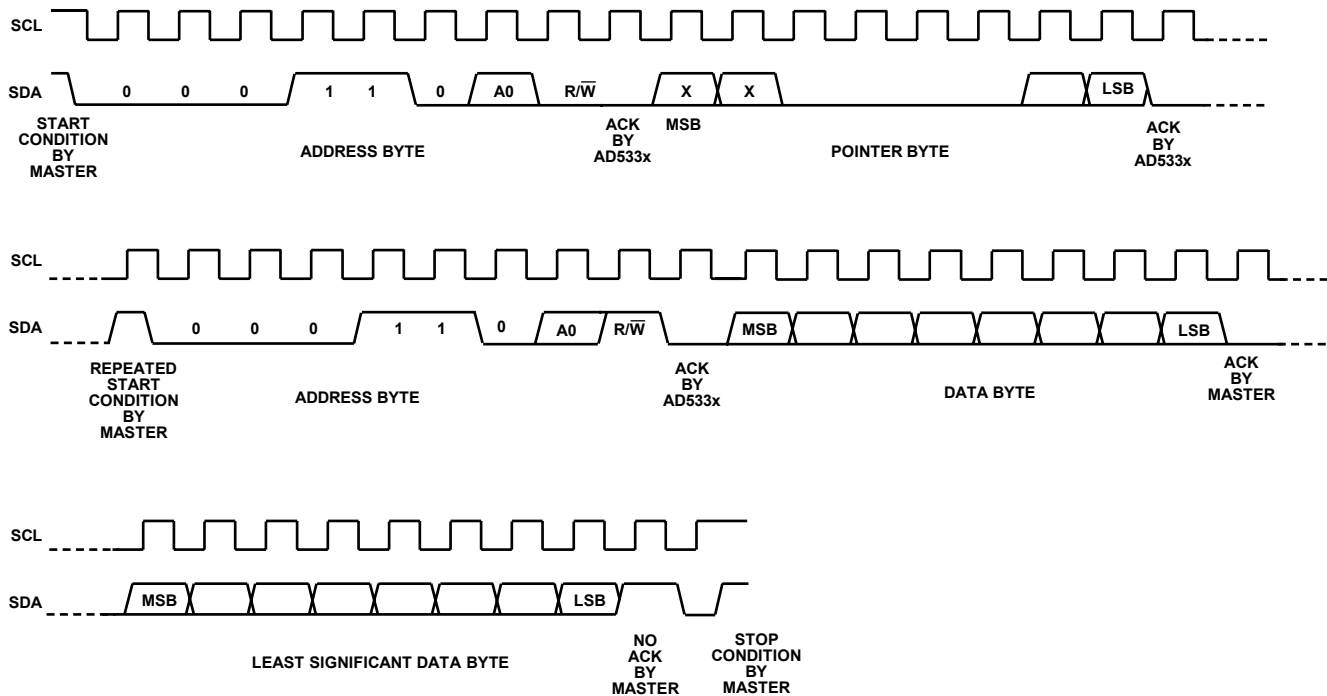 SCL
SDA 0 0 0 1 1 0 A0 R/W̅ X X LSB
START
CONDITION
BY
MASTER
ADDRESS BYTE
ACK
BY
AD533x
MSB
POINTER BYTE
ACK
BY
AD533x
SCL
SDA 0 0 0 1 1 0 A0 R/W̅ MSB LSB
REPEATED
START
CONDITION
BY
MASTER
ADDRESS BYTE
ACK
BY
AD533x
DATA BYTE
ACK
BY
MASTER
SCL
SDA MSB LSB
LEAST SIGNIFICANT DATA BYTE
NO
ACK
BY
MASTER
STOP
CONDITION
BY
MASTER